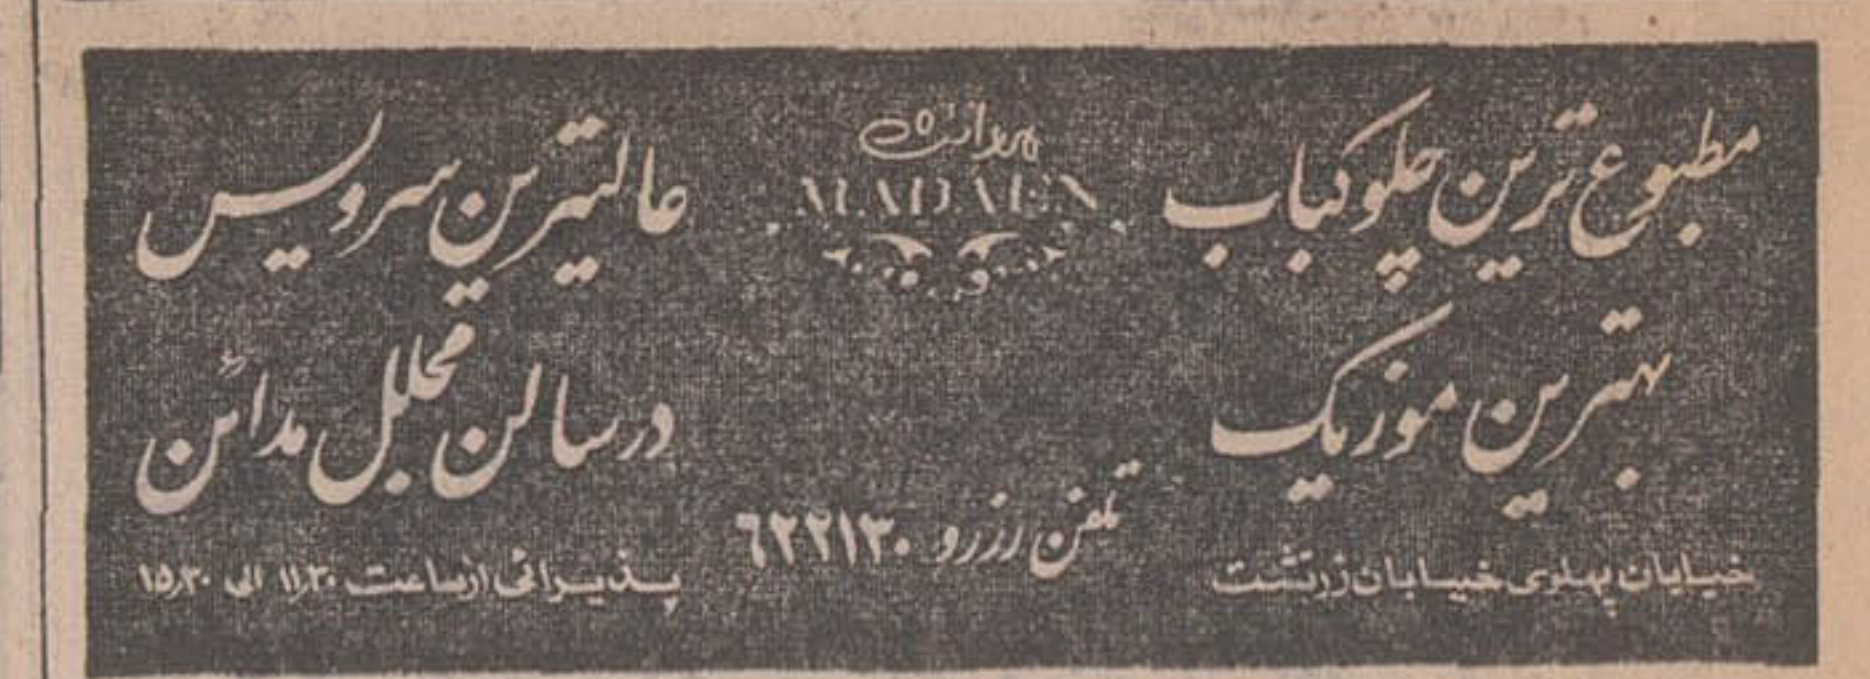 مطبوع ترین چلوکباب
بهترین موزیک
خیابان پهلوی خیابان زرتشت
مدائن
MADAEN
تلفن رزرو ۶۲۲۱۳۰
عالیترین سرویس
در سالن مجلل مدائن
پذیرائی از ساعت ۱۱٫۳۰ الی ۱۵٫۳۰